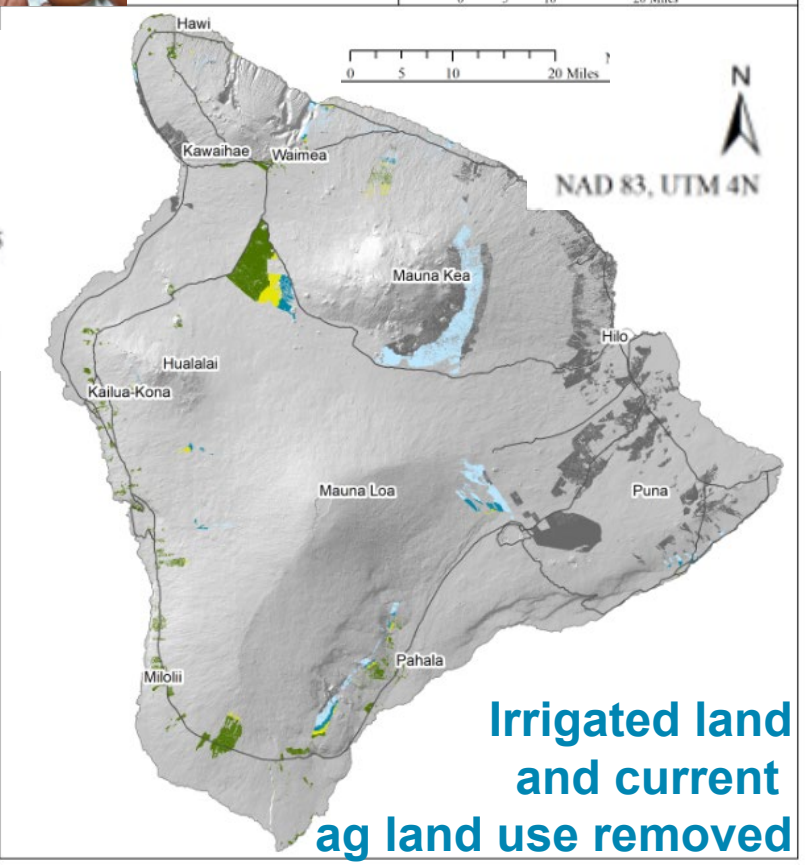 Hawi
0 5 10 20 Miles
N
Kawaihae
Waimea
NAD 83, UTM 4N
Mauna Kea
Hilo
Hualalai
Kailua-Kona
Mauna Loa
Puna
Pahala
Milolii
Irrigated land
and current
ag land use removed